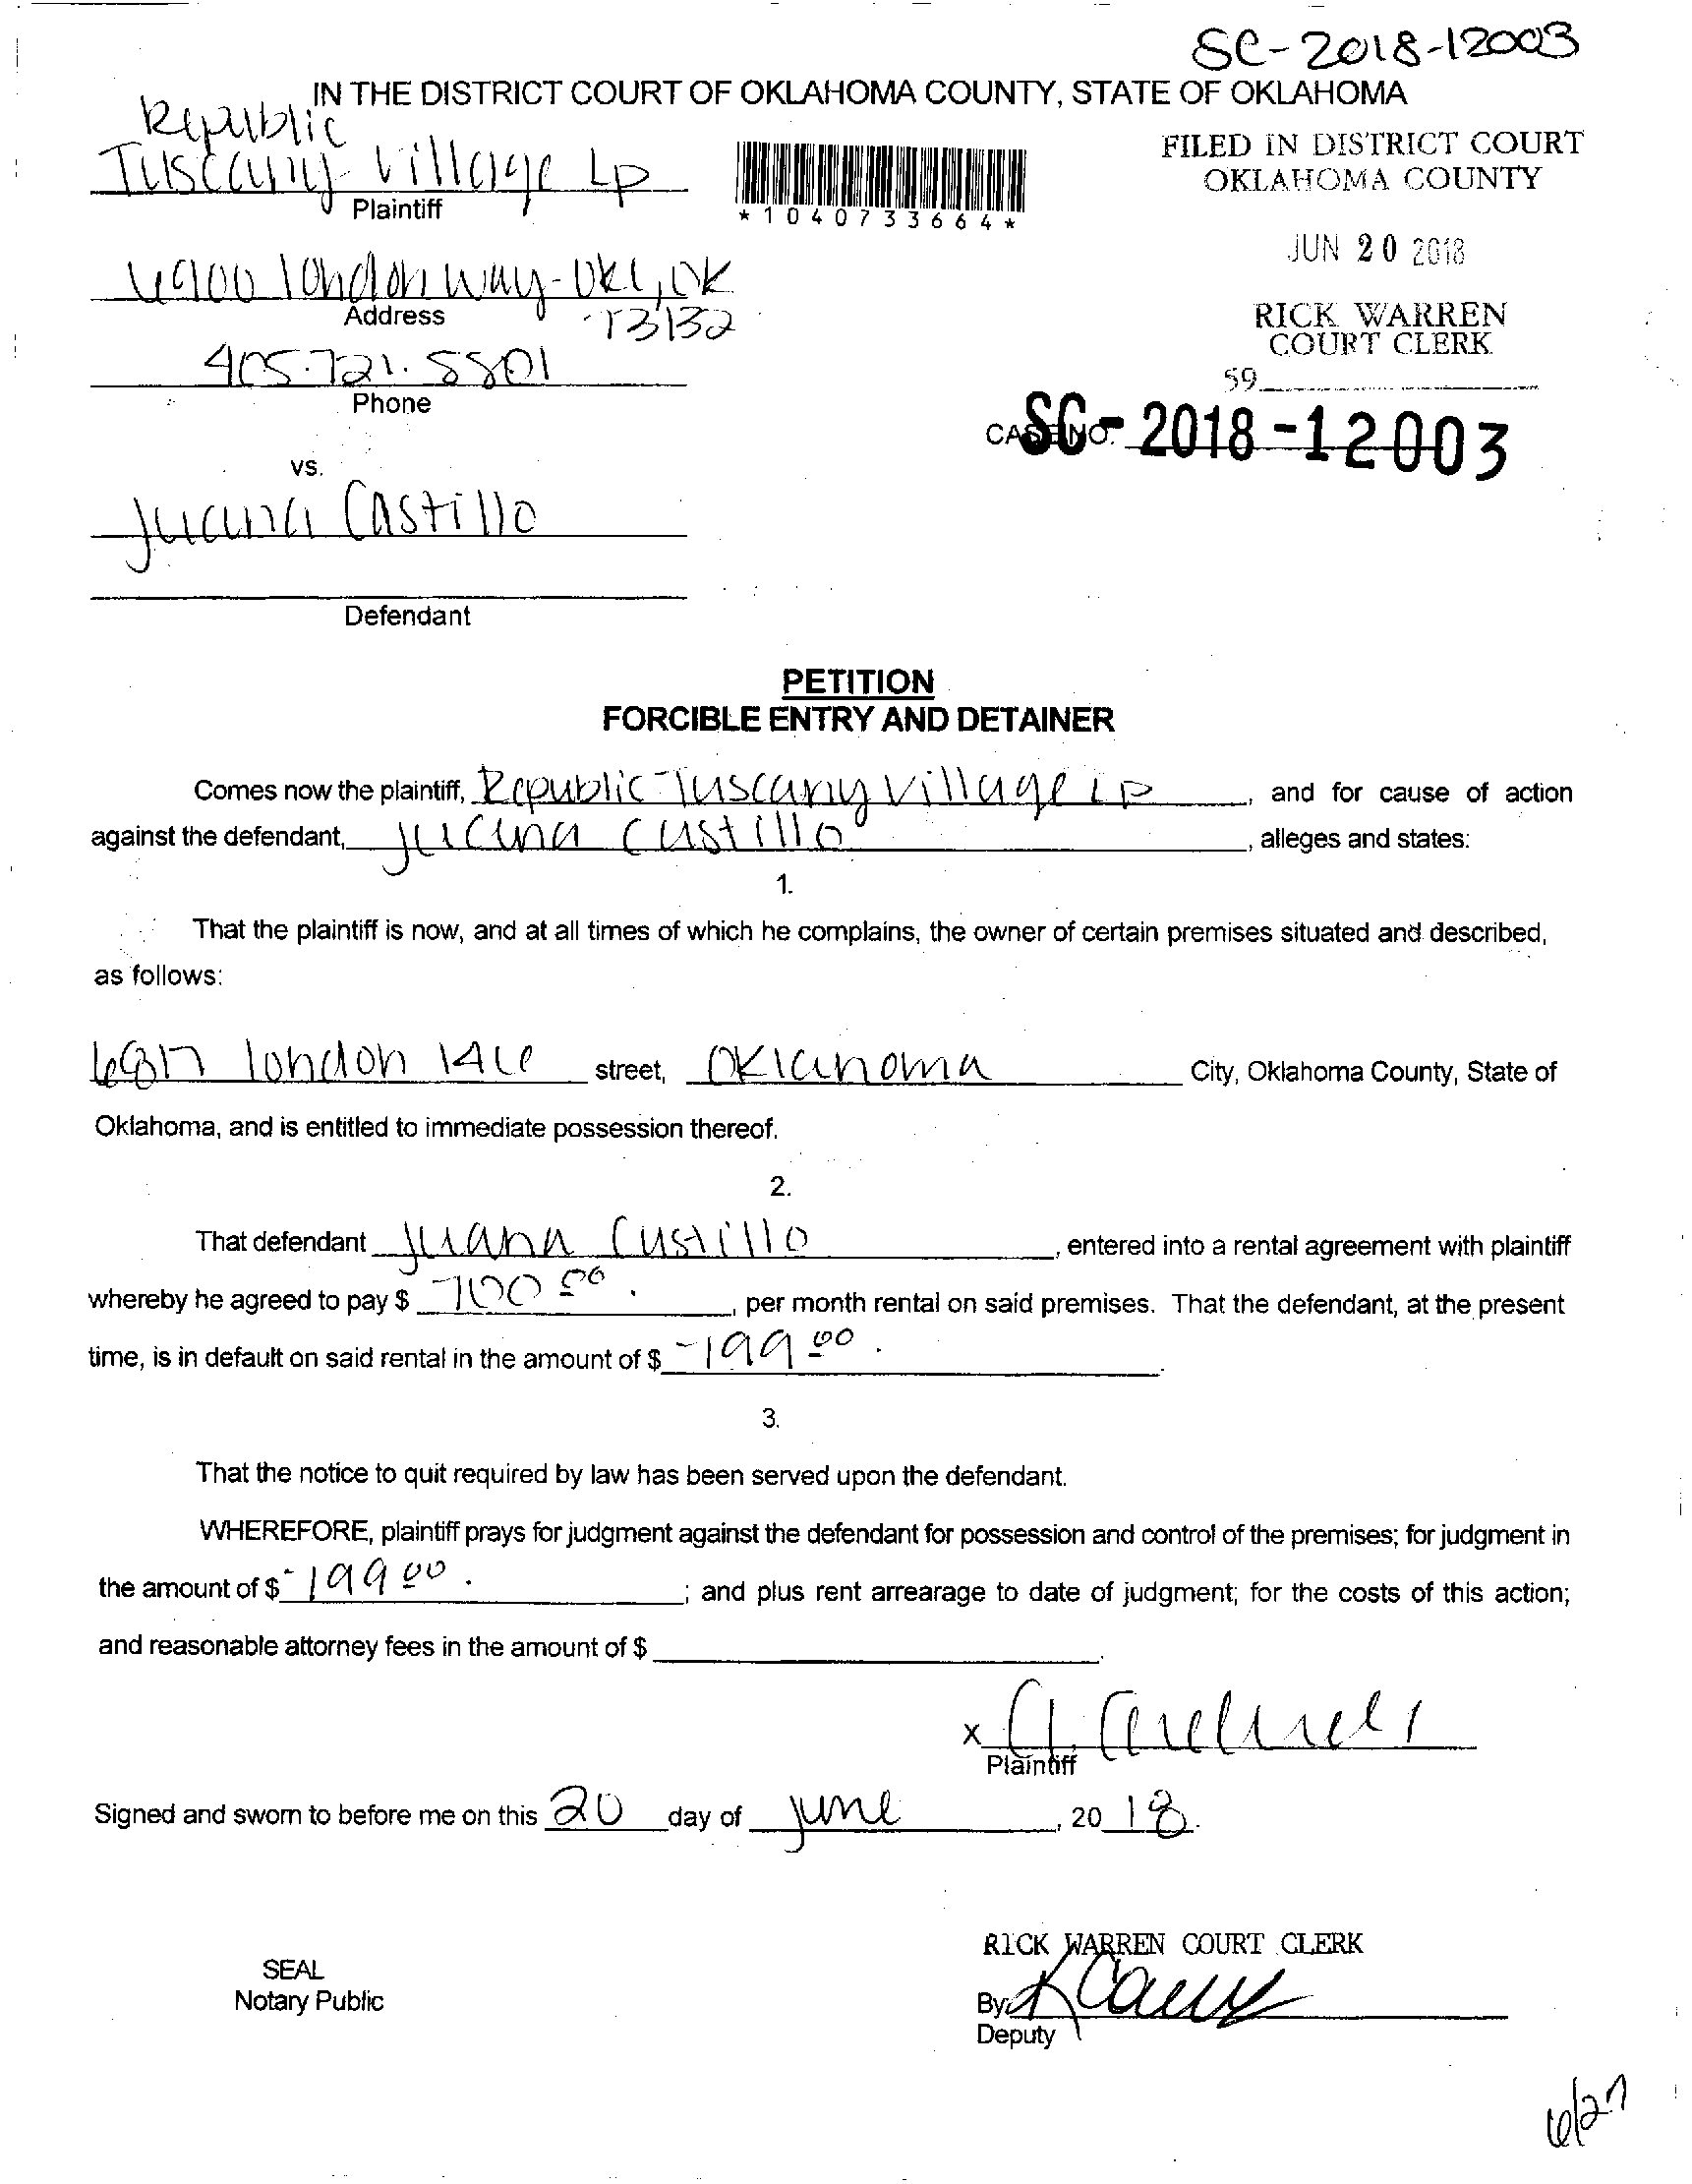 SC-2018-12003
IN THE DISTRICT COURT OF OKLAHOMA COUNTY, STATE OF OKLAHOMA
Republic
Tuscany Village LP
Plaintiff
*1040733664*
FILED IN DISTRICT COURT
OKLAHOMA COUNTY
JUN 20 2018
RICK WARREN
COURT CLERK
59
6900 London Way - OKC, OK
73132
Address
405.721.5501
Phone
CASE NO. SC-2018-12003
vs.
Juana Castillo
Defendant
PETITION
FORCIBLE ENTRY AND DETAINER
Comes now the plaintiff, Republic Tuscany Village LP, and for cause of action
against the defendant, Juana Castillo, alleges and states:
1.
That the plaintiff is now, and at all times of which he complains, the owner of certain premises situated and described,
as follows:
London street, Oklahoma City, Oklahoma County, State of
Oklahoma, and is entitled to immediate possession thereof.
2.
That defendant Juana Castillo, entered into a rental agreement with plaintiff
whereby he agreed to pay $ 700 00. per month rental on said premises. That the defendant, at the present
time, is in default on said rental in the amount of $ 199 00.
3.
That the notice to quit required by law has been served upon the defendant.
WHEREFORE, plaintiff prays for judgment against the defendant for possession and control of the premises; for judgment in
the amount of $ 199 00. ; and plus rent arrearage to date of judgment; for the costs of this action;
and reasonable attorney fees in the amount of $
X
Plaintiff
Signed and sworn to before me on this 20 day of June, 20 18.
RICK WARREN COURT CLERK
SEAL
Notary Public
By
Deputy
6/27